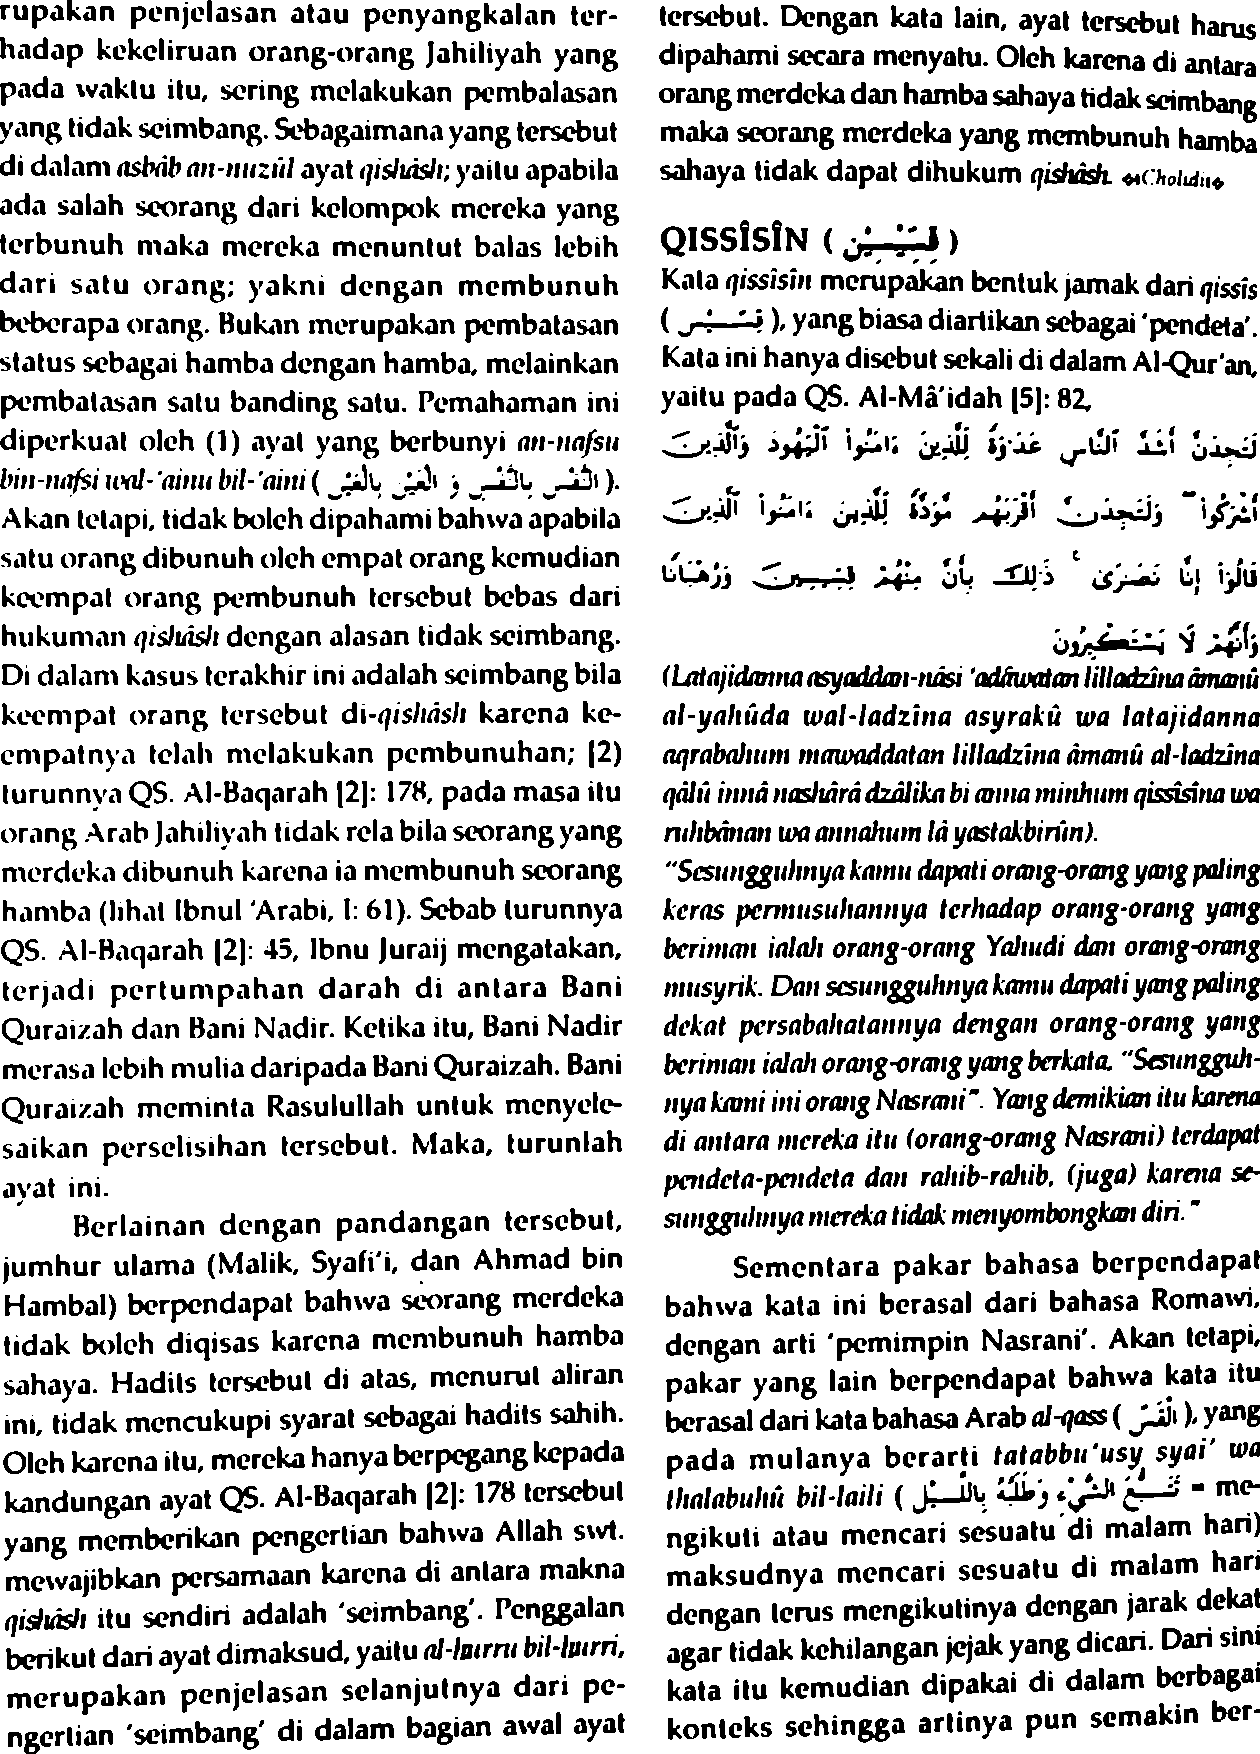 rupakan penjelasan atau penyangkalan ter-
hadap kekeliruan orang-orang Jahiliyah yang
pada waktu itu, sering melakukan pembalasan
yang tidak seimbang. Sebagaimana yang tersebut
di dalam asbâb an-nuzûl ayat qishâsh; yaitu apabila
ada salah seorang dari kelompok mereka yang
terbunuh maka mereka menuntut balas lebih
dari satu orang; yakni dengan membunuh
beberapa orang. Bukan merupakan pembatasan
status sebagai hamba dengan hamba, melainkan
pembatasan satu banding satu. Pemahaman ini
diperkuat oleh (1) ayat yang berbunyi an-nafsu
bin-nafsi wal-'ainu bil-'aini ( النَّفْسَ بِالنَّفْسِ وَ الْعَيْنَ بِالْعَيْنِ ).
Akan tetapi, tidak boleh dipahami bahwa apabila
satu orang dibunuh oleh empat orang kemudian
keempat orang pembunuh tersebut bebas dari
hukuman qishâsh dengan alasan tidak seimbang.
Di dalam kasus terakhir ini adalah seimbang bila
keempat orang tersebut di-qishâsh karena ke-
empatnya telah melakukan pembunuhan; [2)
turunnya QS. Al-Baqarah [2]: 178, pada masa itu
orang Arab Jahiliyah tidak rela bila seorang yang
merdeka dibunuh karena ia membunuh seorang
hamba (lihat Ibnul 'Arabi, I: 61). Sebab turunnya
QS. Al-Baqarah [2]: 45, Ibnu Juraij mengatakan,
terjadi pertumpahan darah di antara Bani
Quraizah dan Bani Nadir. Ketika itu, Bani Nadir
merasa lebih mulia daripada Bani Quraizah. Bani
Quraizah meminta Rasulullah untuk menyele-
saikan perselisihan tersebut. Maka, turunlah
ayat ini.
Berlainan dengan pandangan tersebut,
jumhur ulama (Malik, Syafi'i, dan Ahmad bin
Hambal) berpendapat bahwa seorang merdeka
tidak boleh diqisas karena membunuh hamba
sahaya. Hadits tersebut di atas, menurut aliran
ini, tidak mencukupi syarat sebagai hadits sahih.
Oleh karena itu, mereka hanya berpegang kepada
kandungan ayat QS. Al-Baqarah [2]: 178 tersebut
yang memberikan pengertian bahwa Allah swt.
mewajibkan persamaan karena di antara makna
qishâsh itu sendiri adalah 'seimbang'. Penggalan
berikut dari ayat dimaksud, yaitu al-hurru bil-hurri,
merupakan penjelasan selanjutnya dari pe-
ngertian 'seimbang' di dalam bagian awal ayat
tersebut. Dengan kata lain, ayat tersebut harus
dipahami secara menyatu. Oleh karena di antara
orang merdeka dan hamba sahaya tidak seimbang
maka seorang merdeka yang membunuh hamba
sahaya tidak dapat dihukum qishâsh. Cholidi
QISSÎSÎN ( قِسِّيسِيْنَ )
Kata qissîsîn merupakan bentuk jamak dari qissîs
( قِسِّيْس ), yang biasa diartikan sebagai 'pendeta'.
Kata ini hanya disebut sekali di dalam Al-Qur'an,
yaitu pada QS. Al-Mâ'idah [5]: 82,
لَتَجِدَنَّ أَشَدَّ ٱلنَّاسِ عَدَٰوَةً لِّلَّذِينَ ءَامَنُوا۟ ٱلْيَهُودَ وَٱلَّذِينَ
أَشْرَكُوا۟ وَلَتَجِدَنَّ أَقْرَبَهُم مَّوَدَّةً لِّلَّذِينَ ءَامَنُوا۟ ٱلَّذِينَ
قَالُوٓا۟ إِنَّا نَصَٰرَىٰ ۚ ذَٰلِكَ بِأَنَّ مِنْهُمْ قِسِّيسِينَ وَرُهْبَانًا
وَأَنَّهُمْ لَا يَسْتَكْبِرُونَ
(Latajidanna asyaddan-nâsi 'adâwatan lilladzîna âmanû
al-yahûda wal-ladzîna asyrakû wa latajidanna
aqrabahum mawaddatan lilladzîna âmanû al-ladzîna
qâlû innâ nashârâ dzâlika bi anna minhum qissîsîna wa
ruhbânan wa annahum lâ yastakbirûn).
"Sesungguhnya kamu dapati orang-orang yang paling
keras permusuhannya terhadap orang-orang yang
beriman ialah orang-orang Yahudi dan orang-orang
musyrik. Dan sesungguhnya kamu dapati yang paling
dekat persabahatannya dengan orang-orang yang
beriman ialah orang-orang yang berkata, "Sesungguh-
nya kami ini orang Nasrani". Yang demikian itu karena
di antara mereka itu (orang-orang Nasrani) terdapat
pendeta-pendeta dan rahib-rahib, (juga) karena se-
sungguhnya mereka tidak menyombongkan diri."
Sementara pakar bahasa berpendapat
bahwa kata ini berasal dari bahasa Romawi,
dengan arti 'pemimpin Nasrani'. Akan tetapi,
pakar yang lain berpendapat bahwa kata itu
berasal dari kata bahasa Arab al-qass ( الْقَسّ ), yang
pada mulanya berarti tatabbu'usy syai' wa
thalabuhû bil-laili ( تَتَبُّعُ الشَّيْءِ وَطَلَبُهُ بِاللَّيْلِ = me-
ngikuti atau mencari sesuatu di malam hari)
maksudnya mencari sesuatu di malam hari
dengan terus mengikutinya dengan jarak dekat
agar tidak kehilangan jejak yang dicari. Dari sini
kata itu kemudian dipakai di dalam berbagai
konteks sehingga artinya pun semakin ber-